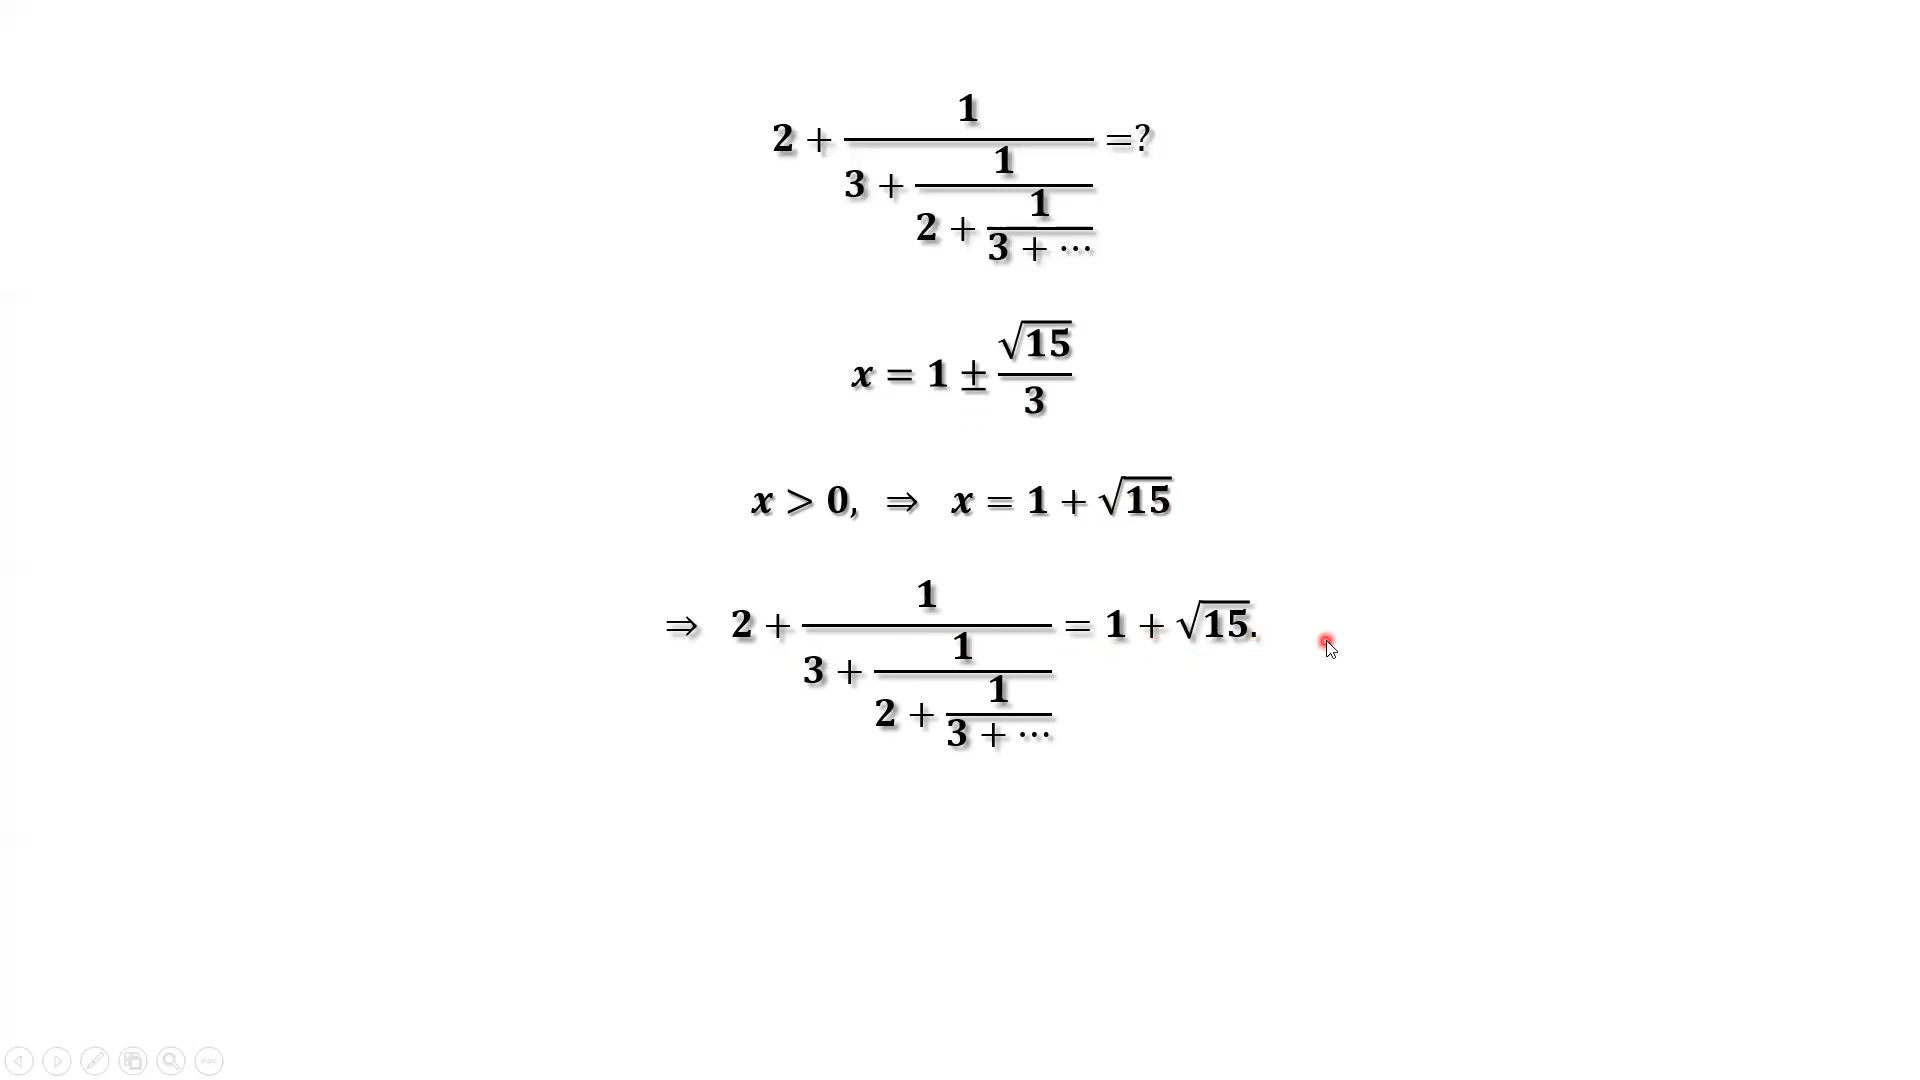 2 + 1/(3 + 1/(2 + 1/(3 + ⋯))) =?
x = 1 ± √15/3
x > 0, ⇒ x = 1 + √15
⇒ 2 + 1/(3 + 1/(2 + 1/(3 + ⋯))) = 1 + √15.